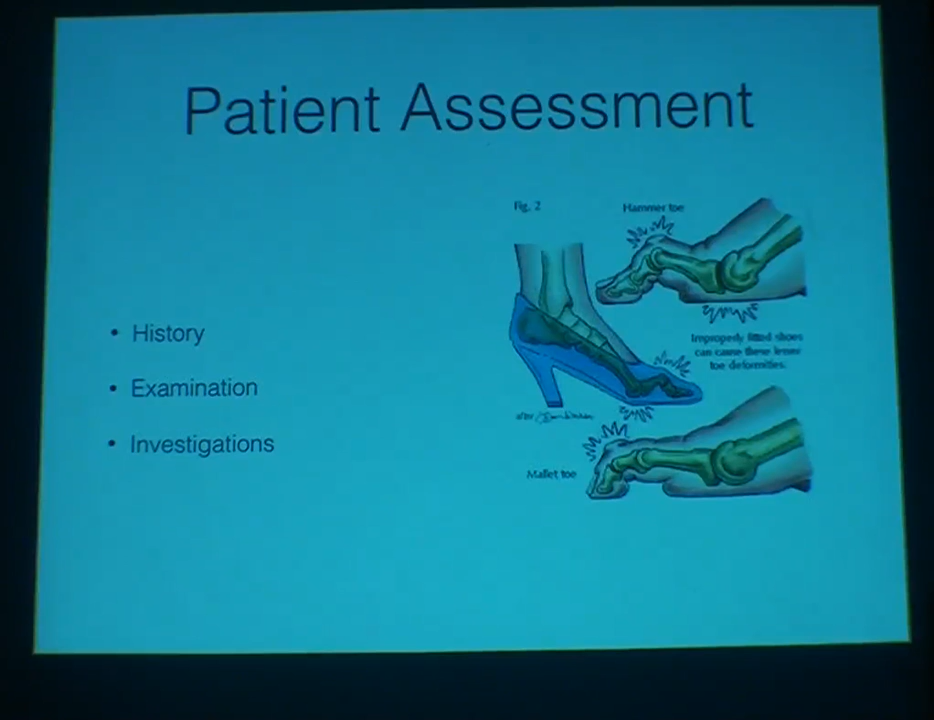 Patient Assessment
• History
• Examination
• Investigations
Fig. 2
Hammer toe
Improperly fitted shoes
can cause these lesser
toe deformities.
after
Mallet toe